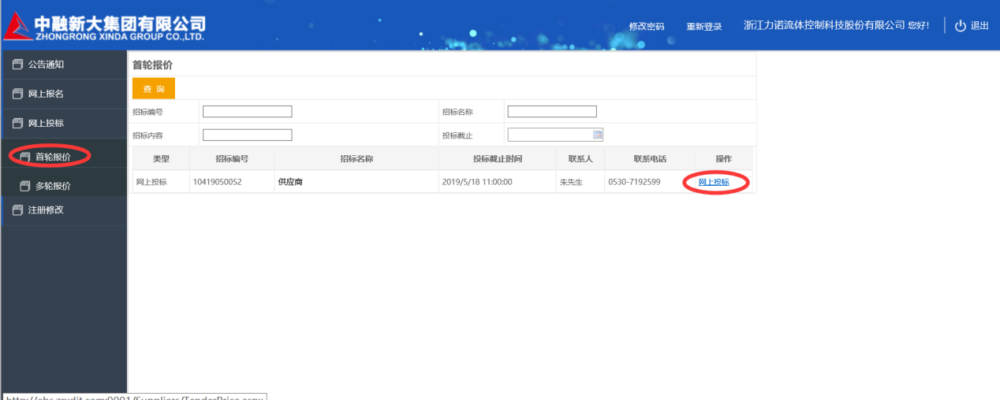 中融新大集团有限公司
ZHONGRONG XINDA GROUP CO.,LTD.
修改密码 重新登录 浙江力诺流体控制科技股份有限公司 您好! 退出
公告通知
网上报名
网上投标
首轮报价
多轮报价
注册修改
首轮报价
查 询
招标编号 招标名称
招标内容 投标截止
类型 招标编号 招标名称 投标截止时间 联系人 联系电话 操作
网上投标 10419050052 供应商 2019/5/18 11:00:00 朱先生 0530-7192599 网上投标